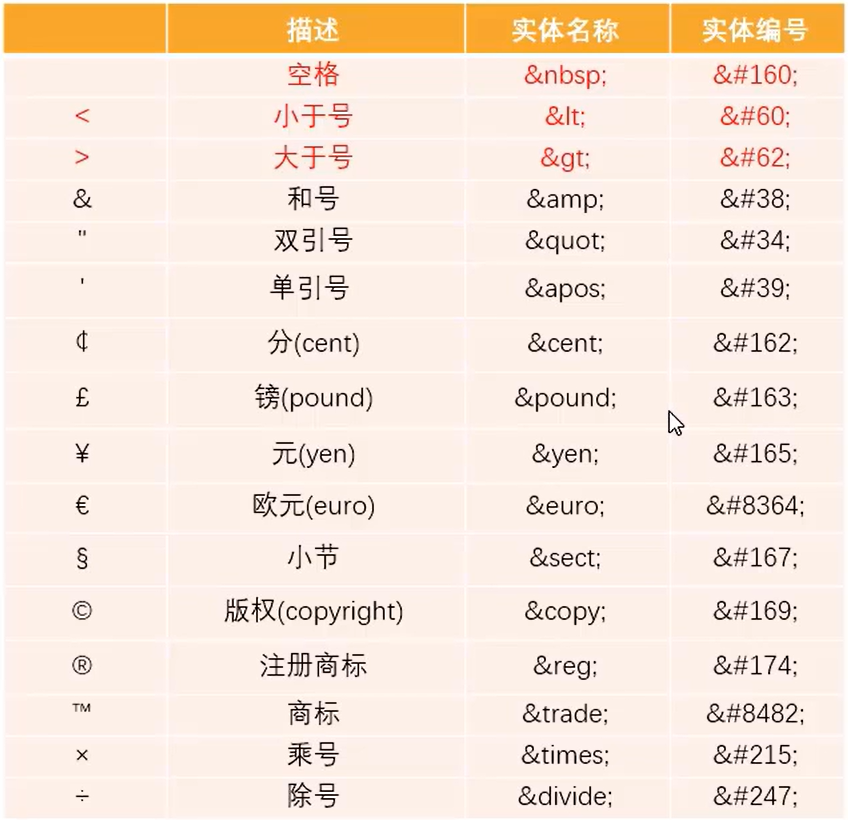 描述 实体名称 实体编号
空格 &nbsp; &#160;
< 小于号 &lt; &#60;
> 大于号 &gt; &#62;
& 和号 &amp; &#38;
" 双引号 &quot; &#34;
' 单引号 &apos; &#39;
¢ 分(cent) &cent; &#162;
£ 镑(pound) &pound; &#163;
¥ 元(yen) &yen; &#165;
€ 欧元(euro) &euro; &#8364;
§ 小节 &sect; &#167;
© 版权(copyright) &copy; &#169;
® 注册商标 &reg; &#174;
™ 商标 &trade; &#8482;
× 乘号 &times; &#215;
÷ 除号 &divide; &#247;